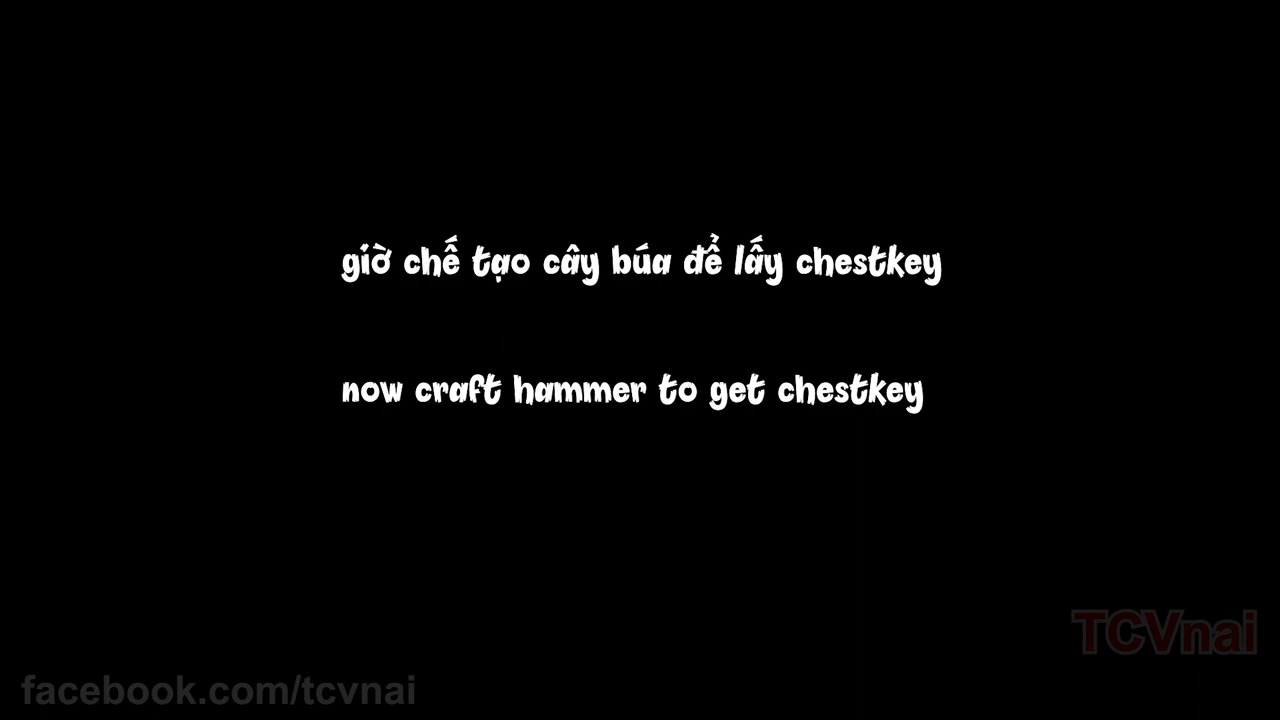 giờ chế tạo cây búa để lấy chestkey
now craft hammer to get chestkey
TCVnai
facebook.com/tcvnai